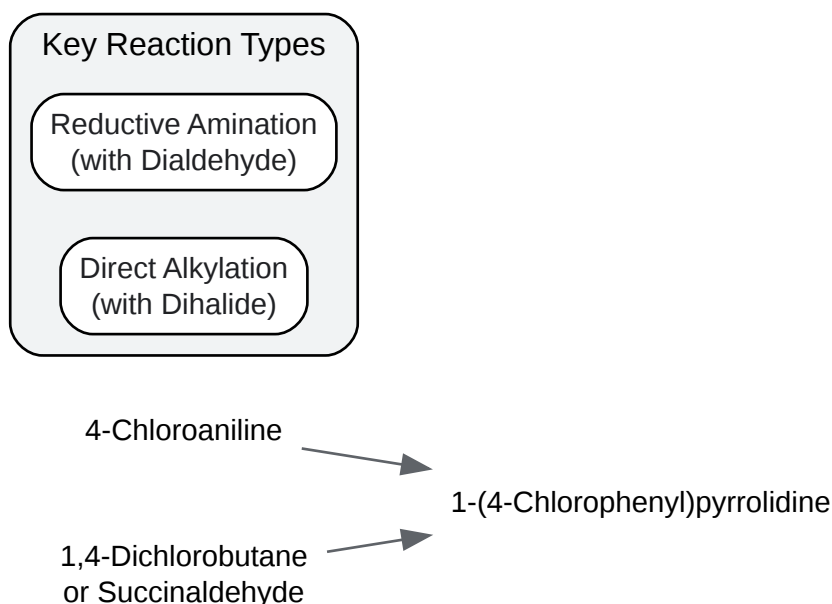 Key Reaction Types
Reductive Amination
(with Dialdehyde)
Direct Alkylation
(with Dihalide)
4-Chloroaniline
1-(4-Chlorophenyl)pyrrolidine
1,4-Dichlorobutane
or Succinaldehyde